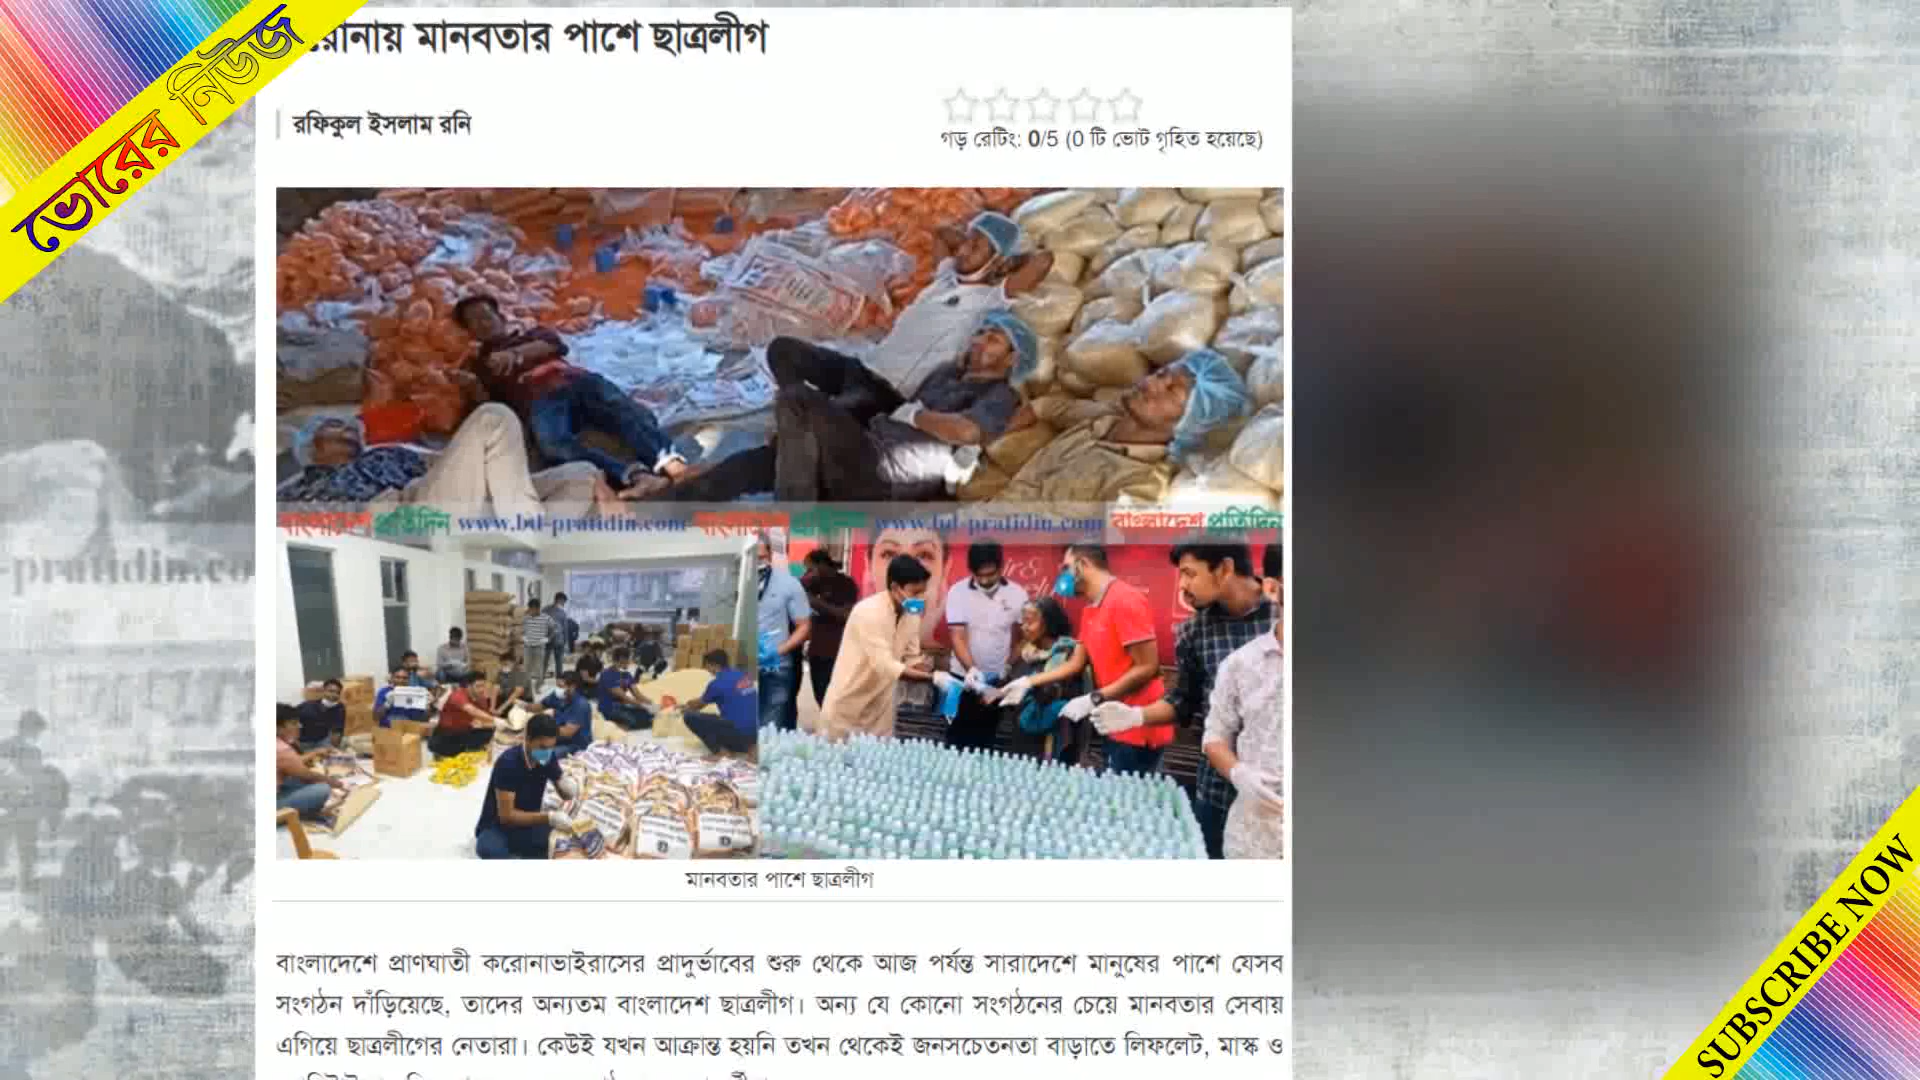 ভোরের নিউজ
রোনায় মানবতার পাশে ছাত্রলীগ
রফিকুল ইসলাম রনি
গড় রেটিং: 0/5 (0 টি ভোট গৃহিত হয়েছে)
বাংলাদেশ প্রতিদিন www.bd-pratidin.com বাংলাদেশ প্রতিদিন www.bd-pratidin.com বাংলাদেশ প্রতিদিন
মানবতার পাশে ছাত্রলীগ
বাংলাদেশে প্রাণঘাতী করোনাভাইরাসের প্রাদুর্ভাবের শুরু থেকে আজ পর্যন্ত সারাদেশে মানুষের পাশে যেসব
সংগঠন দাঁড়িয়েছে, তাদের অন্যতম বাংলাদেশ ছাত্রলীগ। অন্য যে কোনো সংগঠনের চেয়ে মানবতার সেবায়
এগিয়ে ছাত্রলীগের নেতারা। কেউই যখন আক্রান্ত হয়নি তখন থেকেই জনসচেতনতা বাড়াতে লিফলেট, মাস্ক ও
SUBSCRIBE NOW